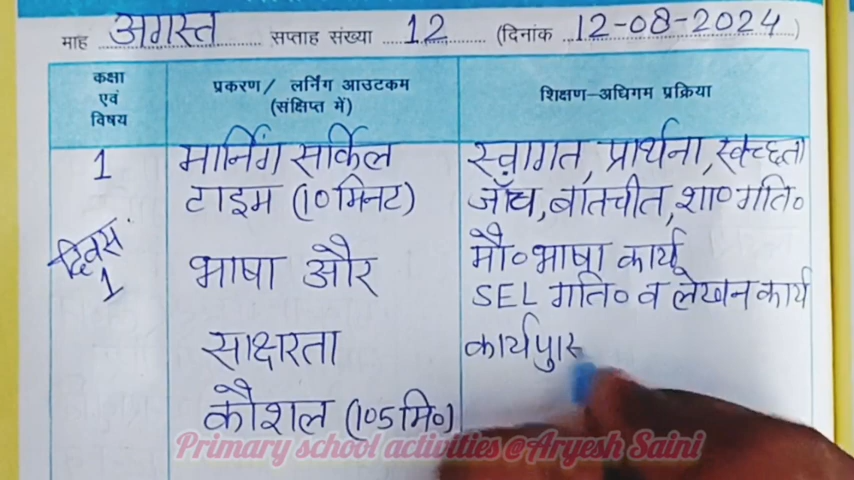 माह अगस्त सप्ताह संख्या 12 (दिनांक 12-08-2024)
कक्षा एवं विषय
प्रकरण/ लर्निंग आउटकम (संक्षिप्त में)
शिक्षण-अधिगम प्रक्रिया
1
दिवस
1
मार्निंग सर्किल
टाइम (10 मिनट)
स्वागत, प्रार्थना, स्वच्छता
जाँच, बातचीत, शा० गति०
भाषा और
साक्षरता
कौशल (105 मि०)
मौ० भाषा कार्य
SEL गति० व लेखन कार्य
Primary school activities @Aryesh Saini